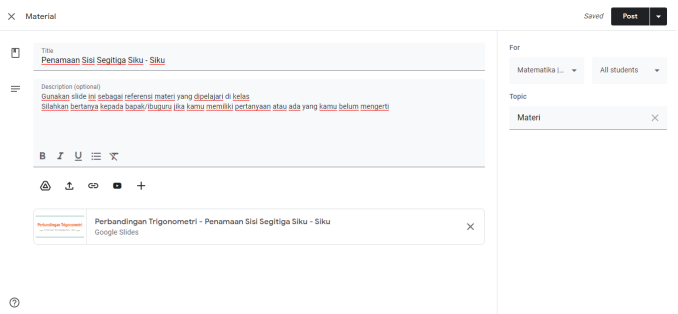 Material
Saved
Post
Title
Penamaan Sisi Segitiga Siku - Siku
Description (optional)
Gunakan slide ini sebagai referensi materi yang dipelajari di kelas
Silahkan bertanya kepada bapak/ibuguru jika kamu memiliki pertanyaan atau ada yang kamu belum mengerti
B I U
Perbandingan Trigonometri
Perbandingan Trigonometri - Penamaan Sisi Segitiga Siku - Siku
Google Slides
For
Matematika |...
All students
Topic
Materi